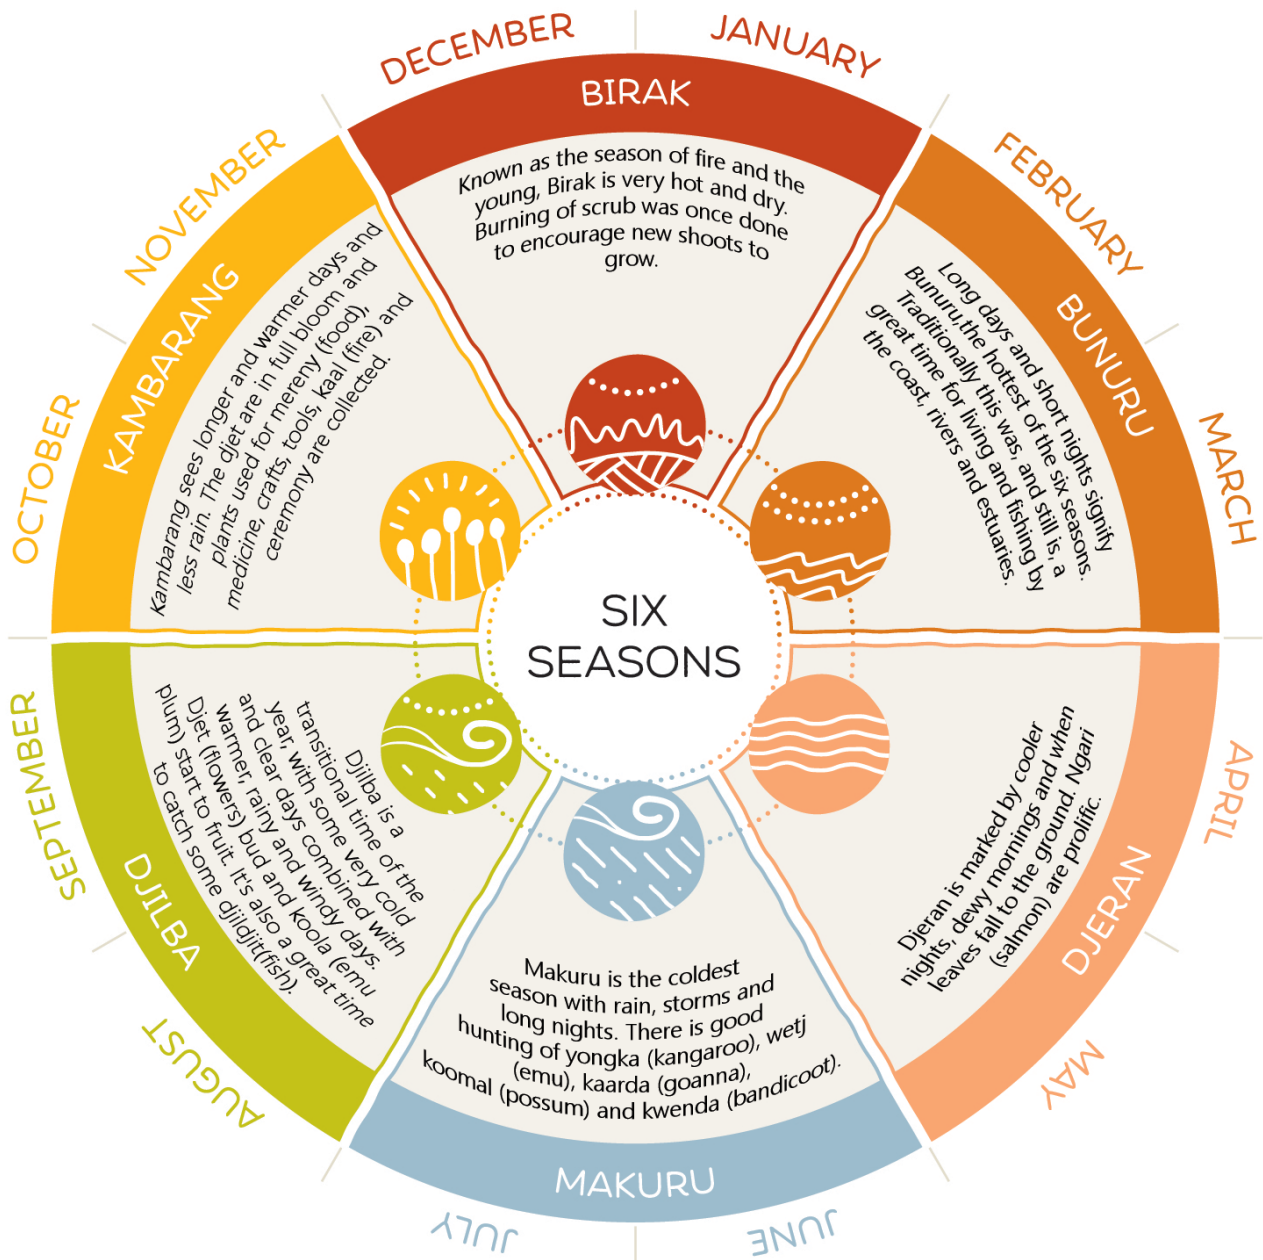 DECEMBER
JANUARY
BIRAK
Known as the season of fire and the
young, Birak is very hot and dry.
Burning of scrub was once done
to encourage new shoots to
grow.
FEBRUARY
MARCH
BUNURU
Long days and short nights signify
Bunuru,the hottest of the six seasons.
Traditionally this was, and still is, a
great time for living and fishing by
the coast, rivers and estuaries.
APRIL
MAY
DJERAN
Djeran is marked by cooler
nights, dewy mornings and when
leaves fall to the ground. Ngari
(salmon) are prolific.
JUNE
JULY
MAKURU
Makuru is the coldest
season with rain, storms and
long nights. There is good
hunting of yongka (kangaroo), wetj
(emu), kaarda (goanna),
koomal (possum) and kwenda (bandicoot).
AUGUST
SEPTEMBER
DJILBA
Djilba is a
transitional time of the
year, with some very cold
and clear days combined with
warmer, rainy and windy days.
Djet (flowers) bud and koola (emu
plum) start to fruit. It's also a great time
to catch some djildjit(fish).
OCTOBER
NOVEMBER
KAMBARANG
Kambarang sees longer and warmer days and
less rain. The djet are in full bloom and
plants used for mereny (food),
medicine, crafts, tools, kaal (fire) and
ceremony are collected.
SIX
SEASONS